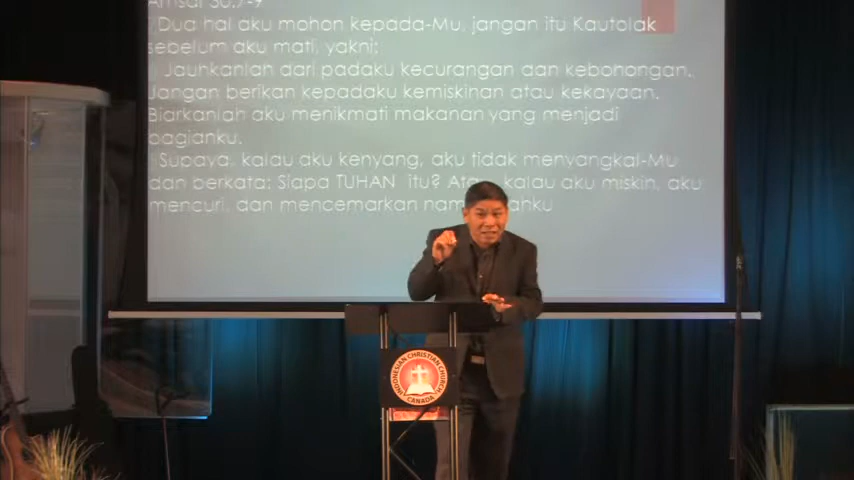 Amsal 30:7-9
Dua hal aku mohon kepada-Mu, jangan itu Kautolak
sebelum aku mati, yakni:
Jauhkanlah dari padaku kecurangan dan kebohongan.
Jangan berikan kepadaku kemiskinan atau kekayaan.
Biarkanlah aku menikmati makanan yang menjadi
bagianku.
Supaya, kalau aku kenyang, aku tidak menyangkal-Mu
dan berkata: Siapa TUHAN itu? Atau, kalau aku miskin, aku
mencuri, dan mencemarkan nama Allahku
INDONESIAN CHRISTIAN CHURCH
CANADA